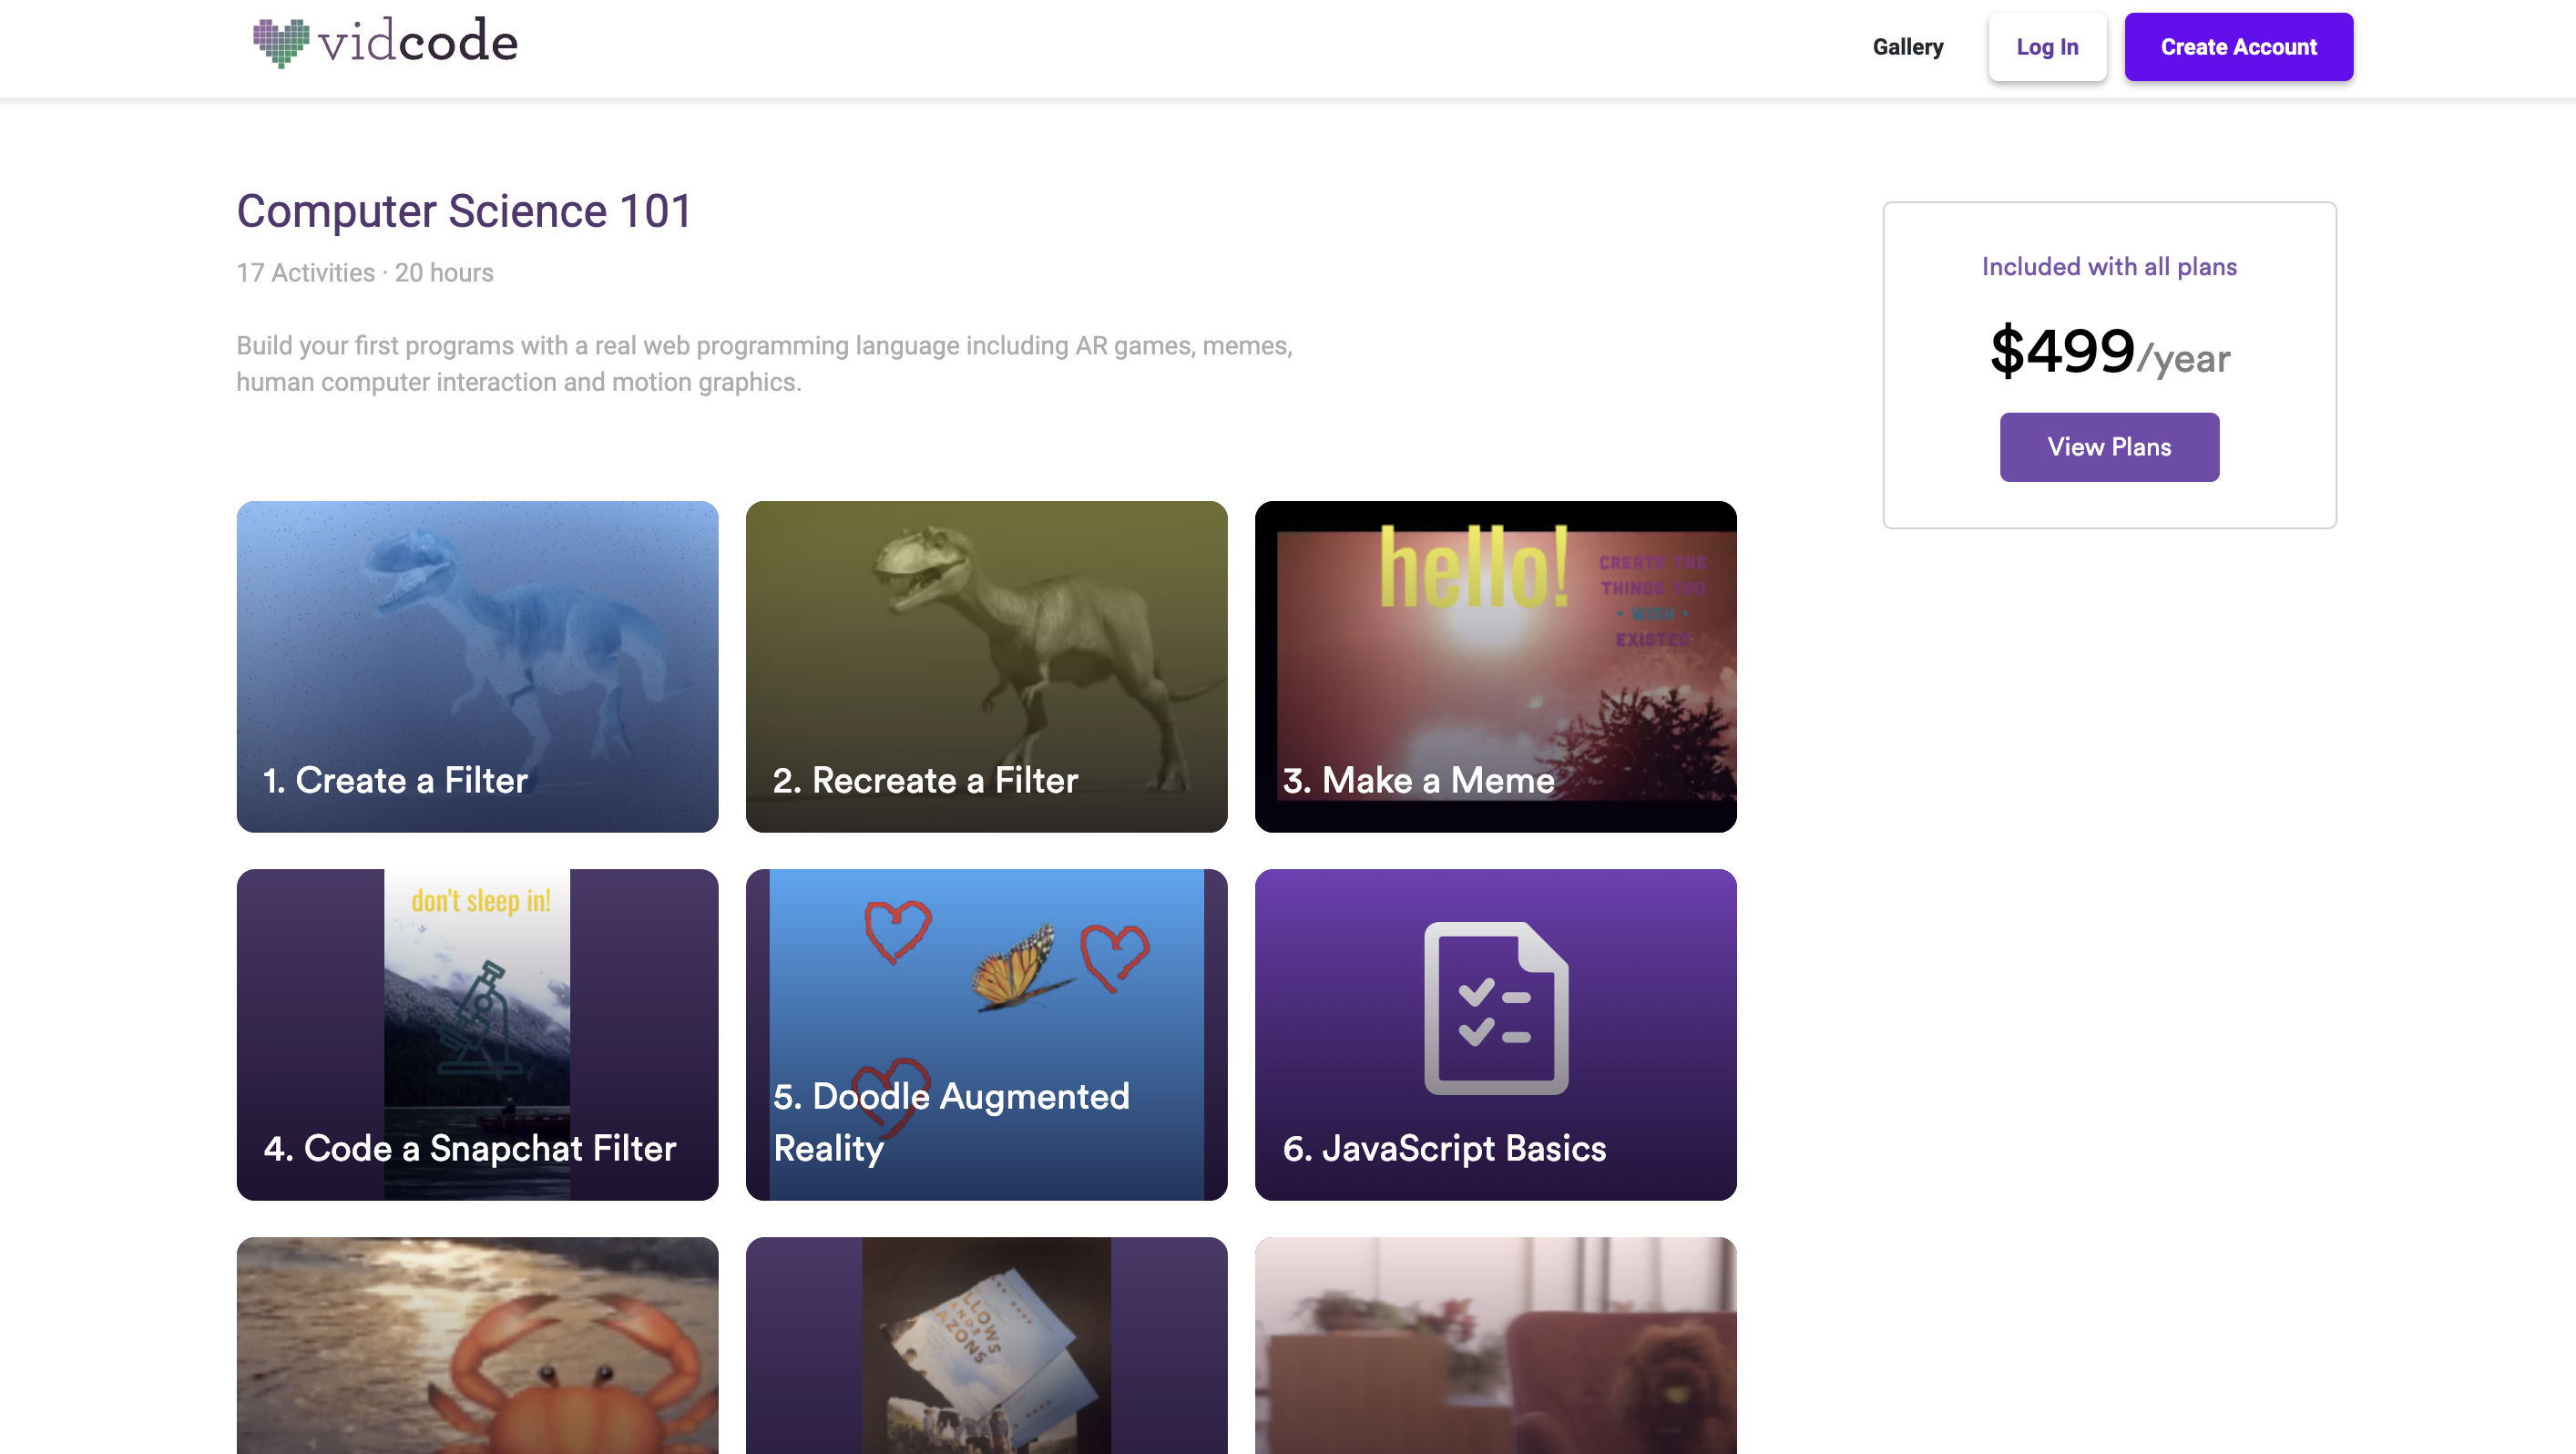 vidcode
Gallery
Log In
Create Account
Computer Science 101
17 Activities · 20 hours
Build your first programs with a real web programming language including AR games, memes,
human computer interaction and motion graphics.
Included with all plans
$499/year
View Plans
hello!
CREATE THE
THINGS YOU
• WISH •
EXISTED
1. Create a Filter
2. Recreate a Filter
3. Make a Meme
don't sleep in!
4. Code a Snapchat Filter
5. Doodle Augmented
Reality
6. JavaScript Basics